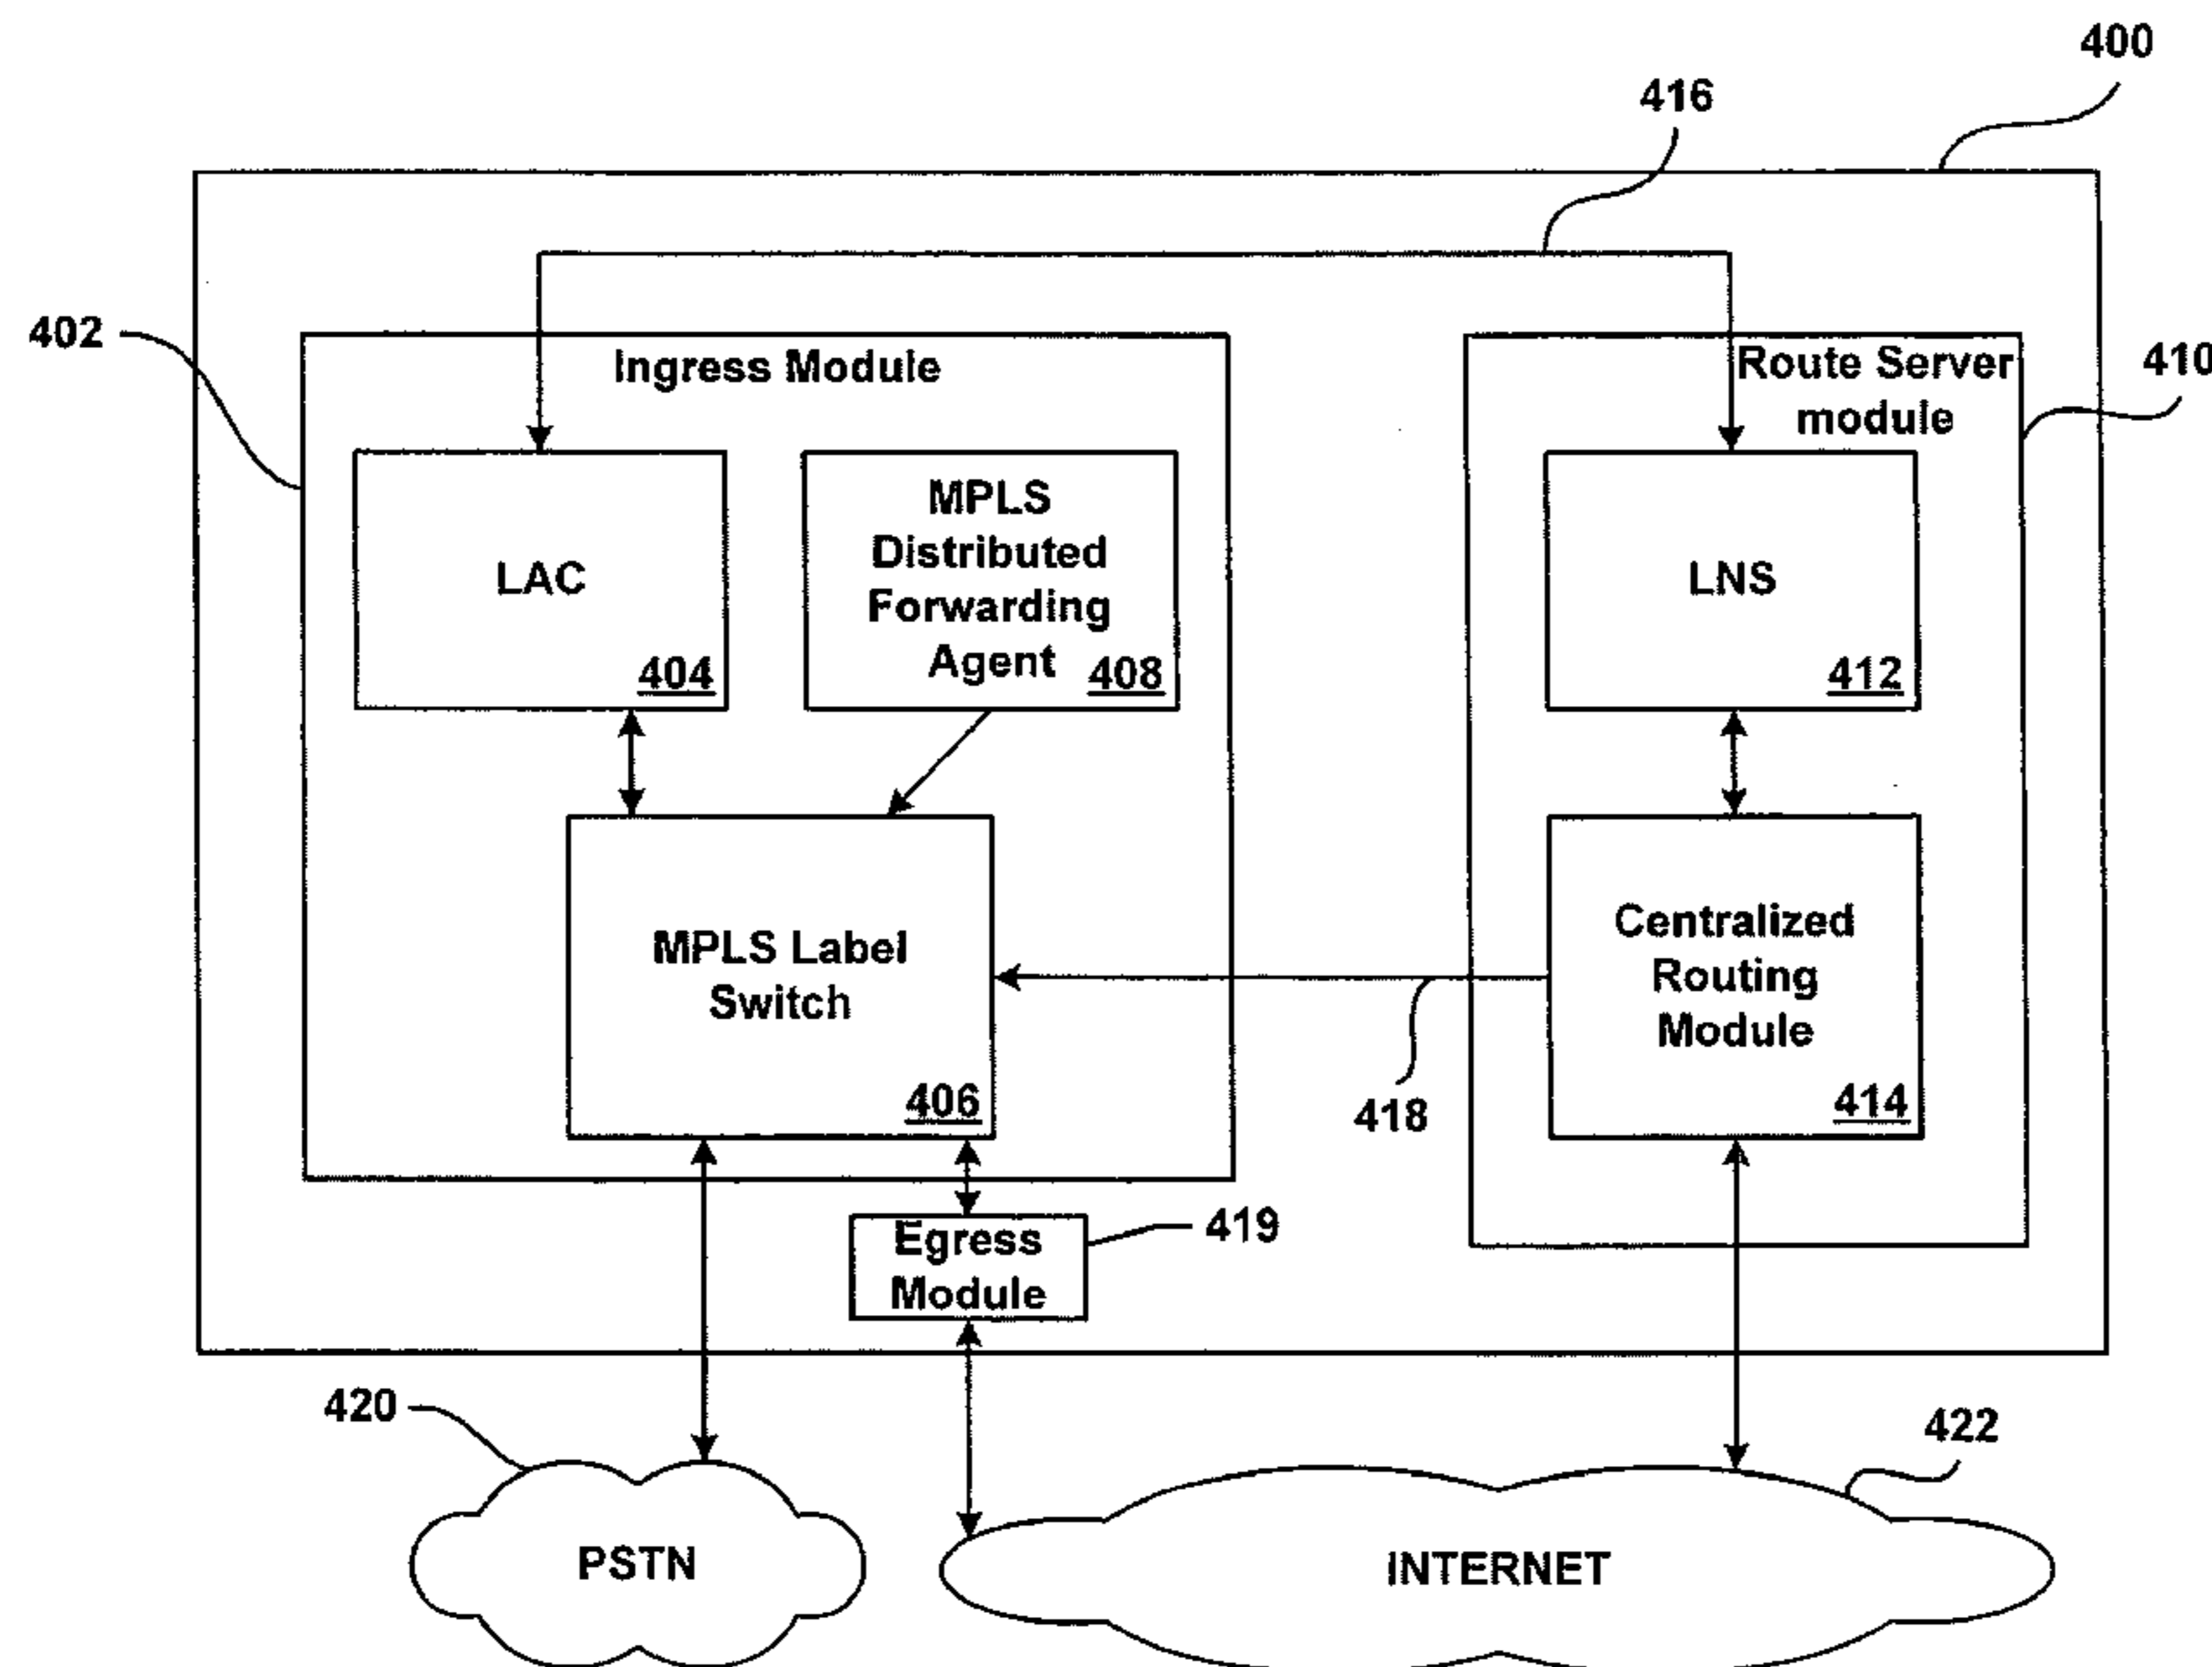 400
416
402
Ingress Module
Route Server
module
410
LAC
404
MPLS
Distributed
Forwarding
Agent
408
LNS
412
MPLS Label
Switch
406
Centralized
Routing
Module
414
418
Egress
Module
419
420
422
PSTN
INTERNET